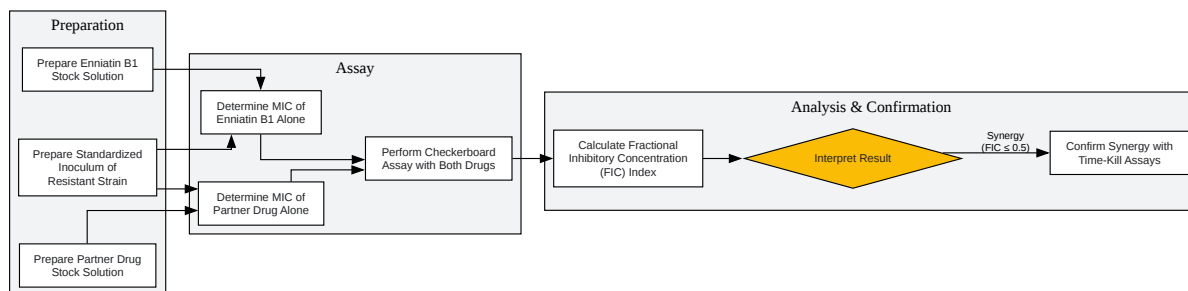 Preparation
Prepare Enniatin B1
Stock Solution
Prepare Standardized
Inoculum of
Resistant Strain
Prepare Partner Drug
Stock Solution
Assay
Determine MIC of
Enniatin B1 Alone
Determine MIC of
Partner Drug Alone
Perform Checkerboard
Assay with Both Drugs
Analysis & Confirmation
Calculate Fractional
Inhibitory Concentration
(FIC) Index
Interpret Result
Synergy
(FIC ≤ 0.5)
Confirm Synergy with
Time-Kill Assays